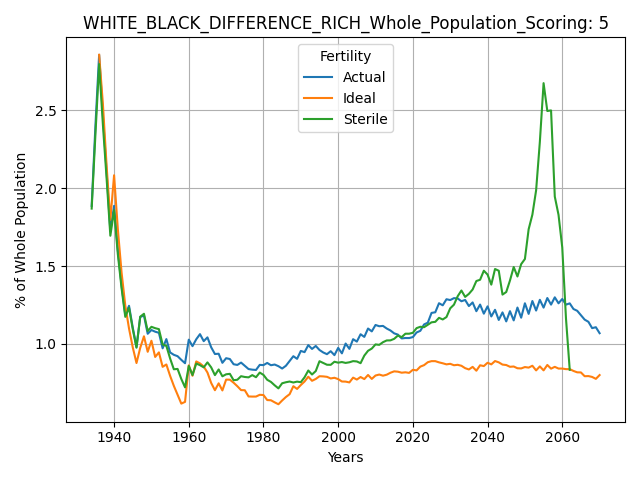 WHITE_BLACK_DIFFERENCE_RICH_Whole_Population_Scoring: 5
Fertility
Actual
Ideal
Sterile
% of Whole Population
2.5
2.0
1.5
1.0
1940
1960
1980
2000
2020
2040
2060
Years